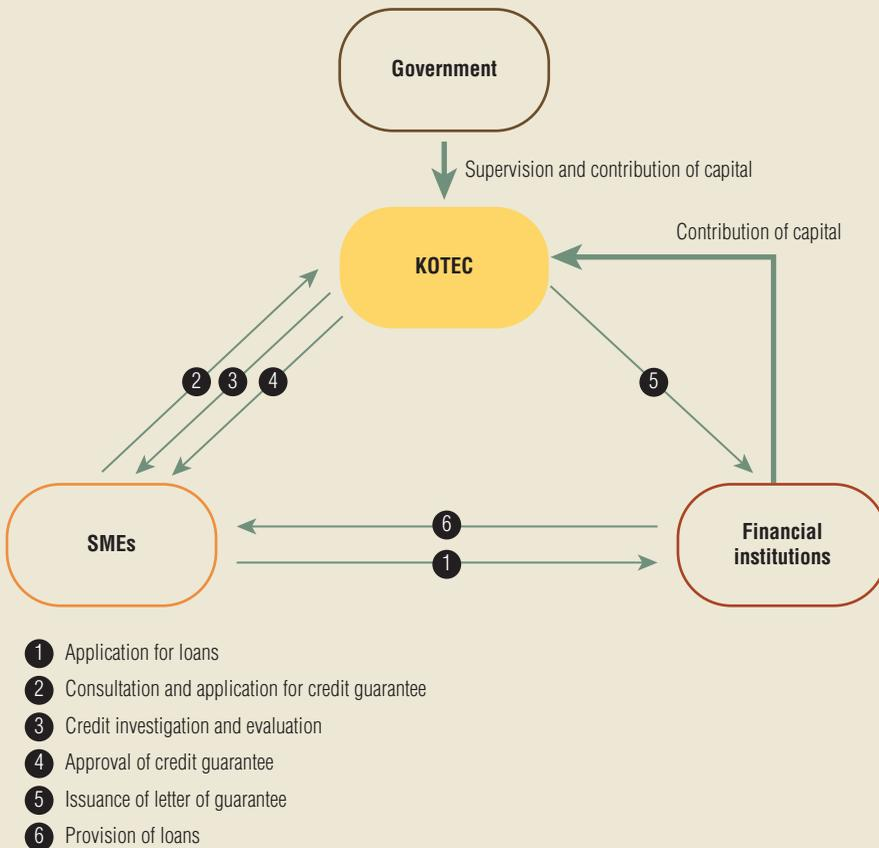 Government
Supervision and contribution of capital
Contribution of capital
KOTEC
2 3 4
5
6
1
SMEs
Financial
institutions
1 Application for loans
2 Consultation and application for credit guarantee
3 Credit investigation and evaluation
4 Approval of credit guarantee
5 Issuance of letter of guarantee
6 Provision of loans